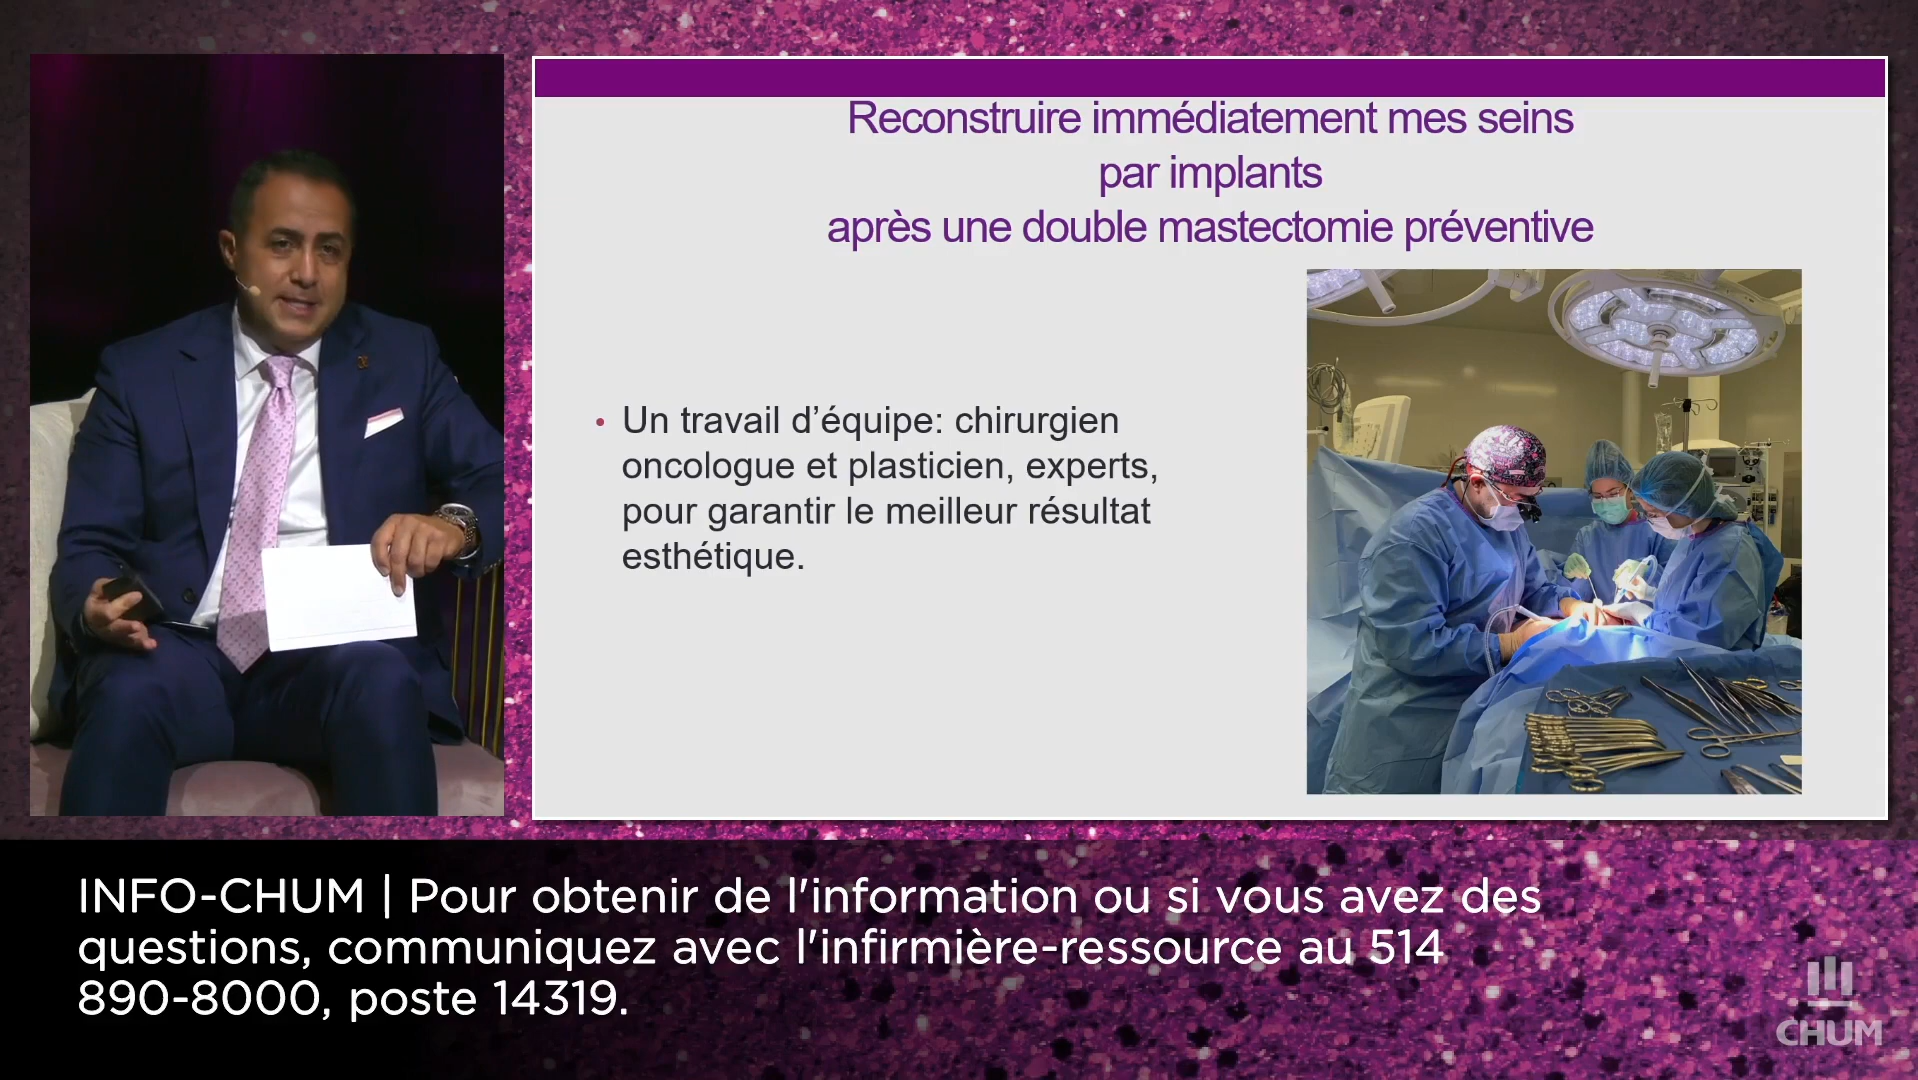 Reconstruire immédiatement mes seins
par implants
après une double mastectomie préventive
• Un travail d’équipe: chirurgien
oncologue et plasticien, experts,
pour garantir le meilleur résultat
esthétique.
INFO-CHUM | Pour obtenir de l'information ou si vous avez des
questions, communiquez avec l'infirmière-ressource au 514
890-8000, poste 14319.
CHUM